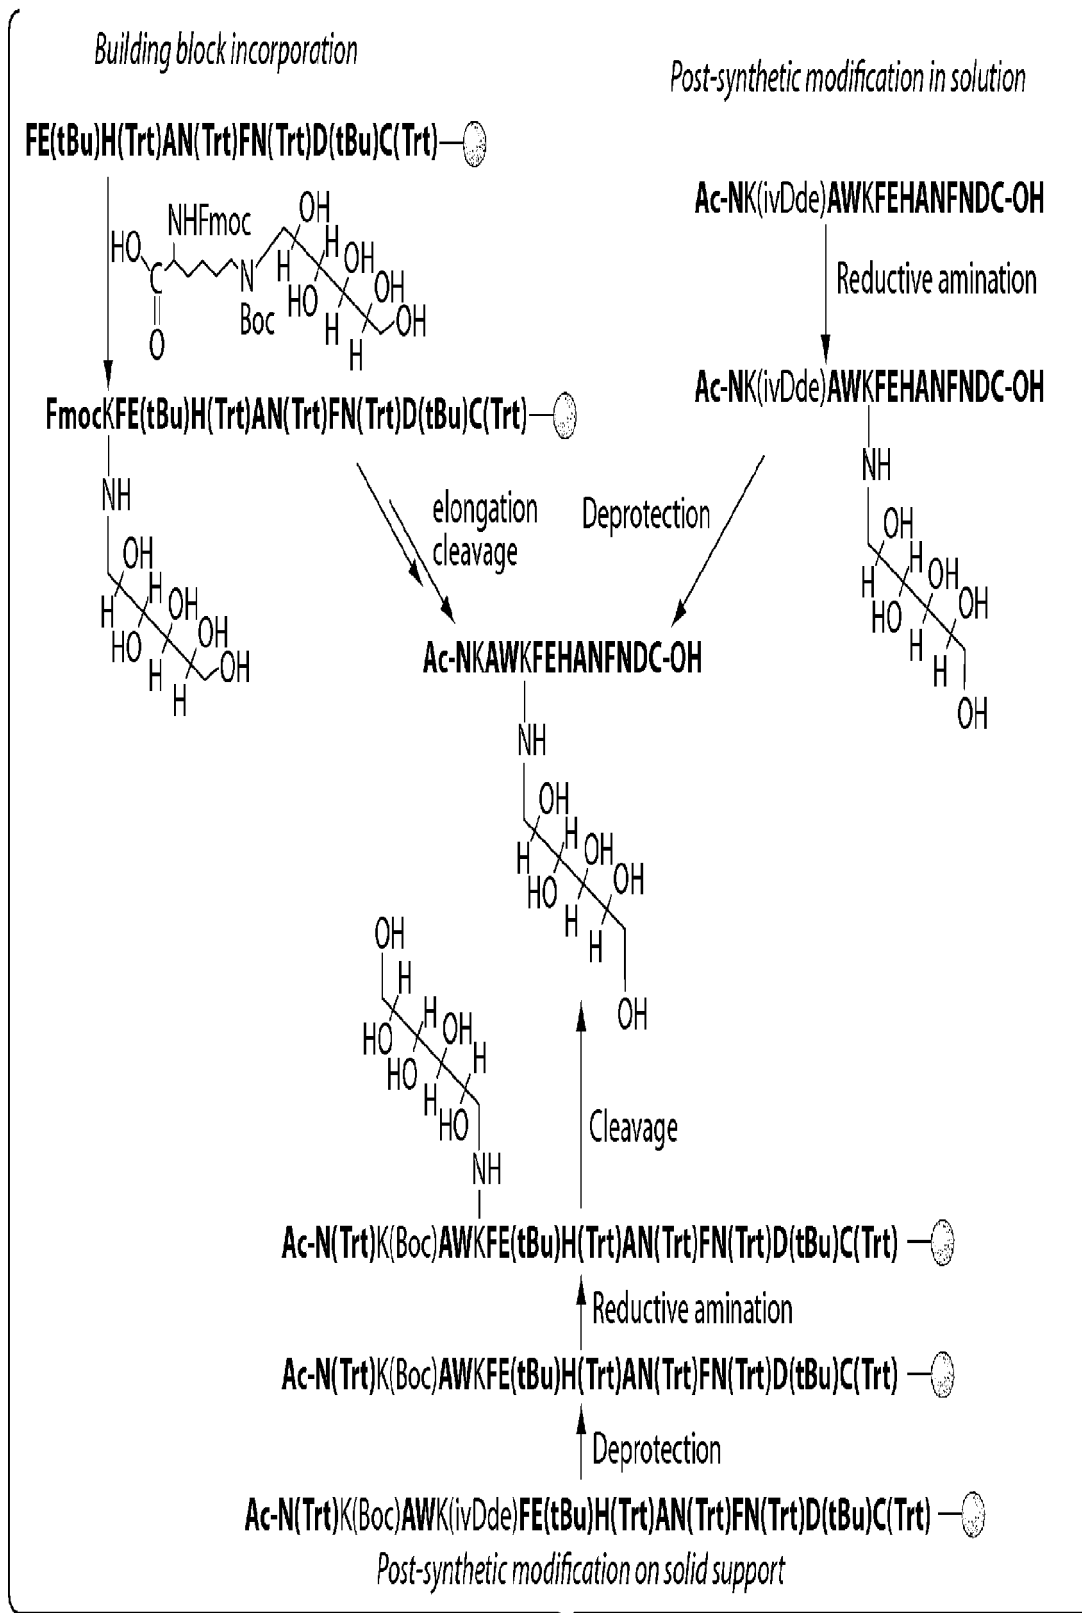 Building block incorporation
FE(tBu)H(Trt)AN(Trt)FN(Trt)D(tBu)C(Trt)
NHFmoc
HO
C
O
N
Boc
OH
H
H
OH
HO
OH
H
OH
H
FmocKFE(tBu)H(Trt)AN(Trt)FN(Trt)D(tBu)C(Trt)
NH
OH
H
H
OH
HO
OH
H
OH
H
elongation
cleavage
Post-synthetic modification in solution
Ac-NK(ivDde)AWKFEHANFNDC-OH
Reductive amination
Ac-NK(ivDde)AWKFEHANFNDC-OH
NH
OH
H
H
OH
HO
OH
H
H
OH
Deprotection
Ac-NKAWKFEHANFNDC-OH
NH
OH
H
H
OH
HO
OH
H
H
OH
Cleavage
OH
H
HO
H
OH
HO
H
H
HO
NH
Ac-N(Trt)K(Boc)AWKFE(tBu)H(Trt)AN(Trt)FN(Trt)D(tBu)C(Trt)
Reductive amination
Ac-N(Trt)K(Boc)AWKFE(tBu)H(Trt)AN(Trt)FN(Trt)D(tBu)C(Trt)
Deprotection
Ac-N(Trt)K(Boc)AWK(ivDde)FE(tBu)H(Trt)AN(Trt)FN(Trt)D(tBu)C(Trt)
Post-synthetic modification on solid support